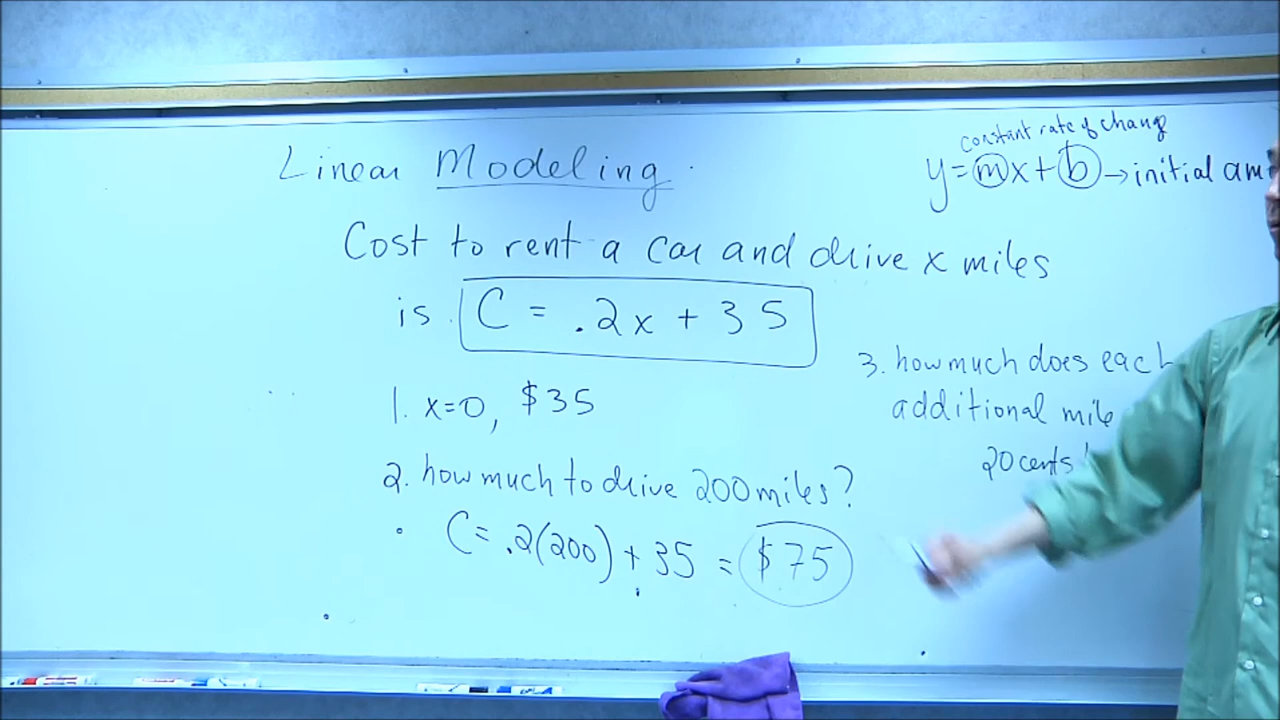 Linear Modeling
constant rate of change
y = mx + b → initial am
Cost to rent a car and drive x miles
is C = .2x + 35
1. x=0, $35
2. how much to drive 200 miles?
C = .2(200) + 35 = $75
3. how much does each
additional mile
20 cents